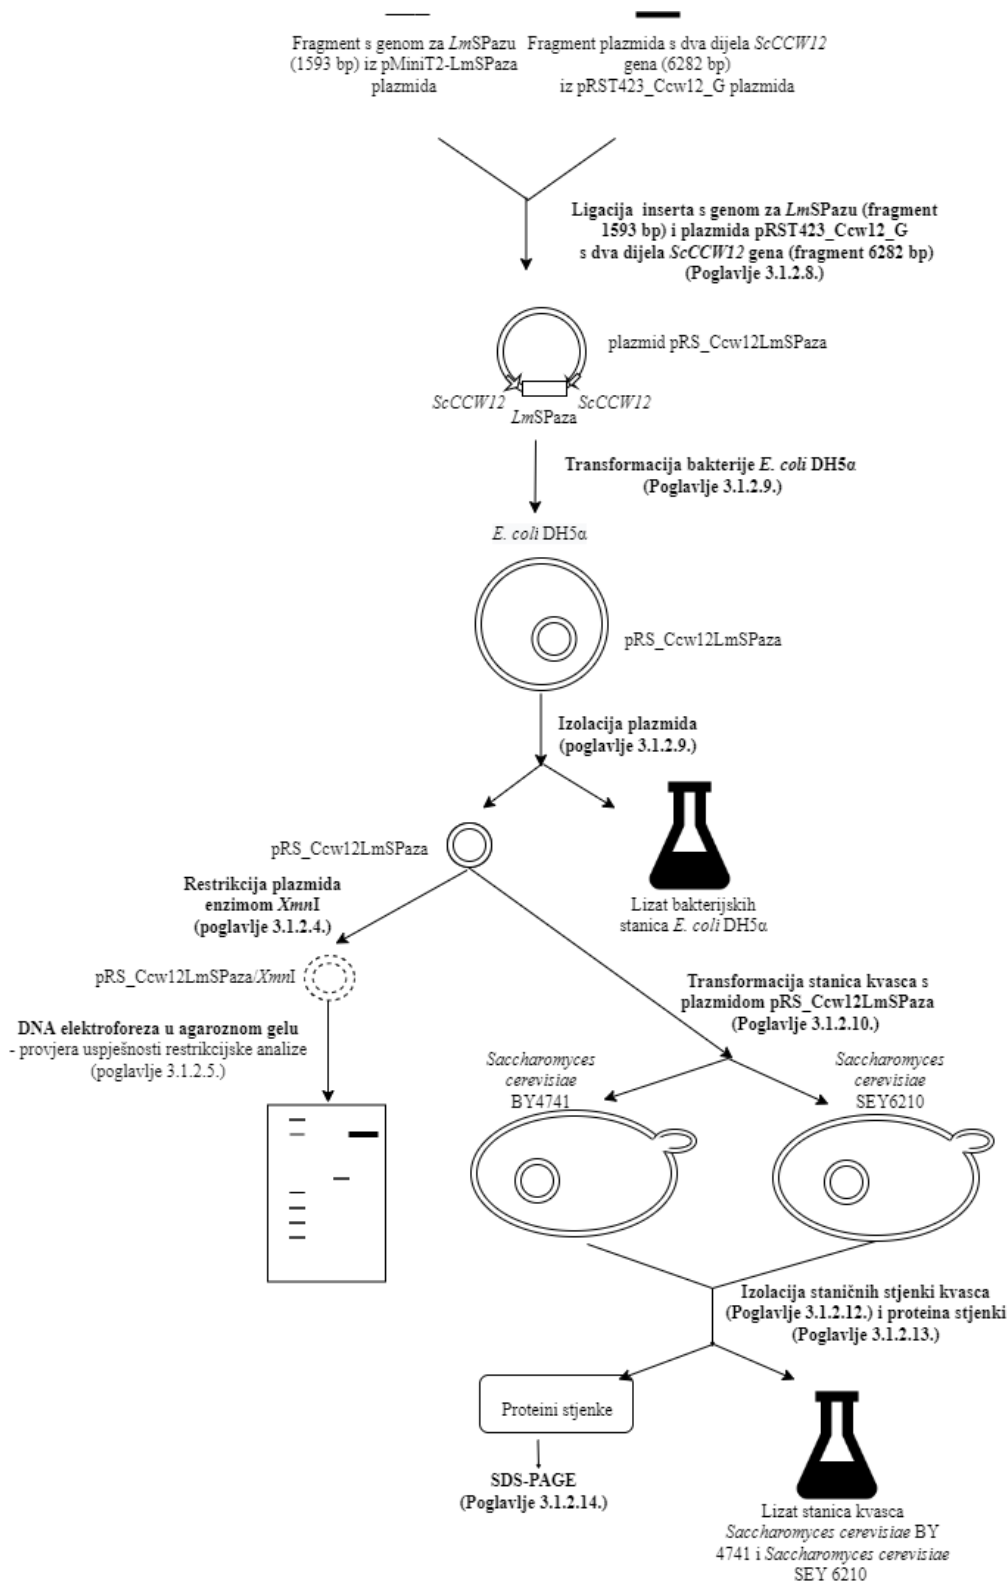 Fragment s genom za LmSPazu
(1593 bp) iz pMiniT2-LmSPaza
plazmida
Fragment plazmida s dva dijela ScCCW12
gena (6282 bp)
iz pRST423_Ccw12_G plazmida
Ligacija inserta s genom za LmSPazu (fragment
1593 bp) i plazmida pRST423_Ccw12_G
s dva dijela ScCCW12 gena (fragment 6282 bp)
(Poglavlje 3.1.2.8.)
plazmid pRS_Ccw12LmSPaza
ScCCW12
ScCCW12
LmSPaza
Transformacija bakterije E. coli DH5α
(Poglavlje 3.1.2.9.)
E. coli DH5α
pRS_Ccw12LmSPaza
Izolacija plazmida
(poglavlje 3.1.2.9.)
pRS_Ccw12LmSPaza
Lizat bakterijskih
stanica E. coli DH5α
Restrikcija plazmida
enzimom XmnI
(poglavlje 3.1.2.4.)
pRS_Ccw12LmSPaza/XmnI
Transformacija stanica kvasca s
plazmidom pRS_Ccw12LmSPaza
(Poglavlje 3.1.2.10.)
DNA elektroforeza u agaroznom gelu
- provjera uspješnosti restrikcijske analize
(poglavlje 3.1.2.5.)
Saccharomyces
cerevisiae
BY4741
Saccharomyces
cerevisiae
SEY6210
Izolacija staničnih stjenki kvasca
(Poglavlje 3.1.2.12.) i proteina stjenki
(Poglavlje 3.1.2.13.)
Proteini stjenke
SDS-PAGE
(Poglavlje 3.1.2.14.)
Lizat stanica kvasca
Saccharomyces cerevisiae BY
4741 i Saccharomyces cerevisiae
SEY 6210